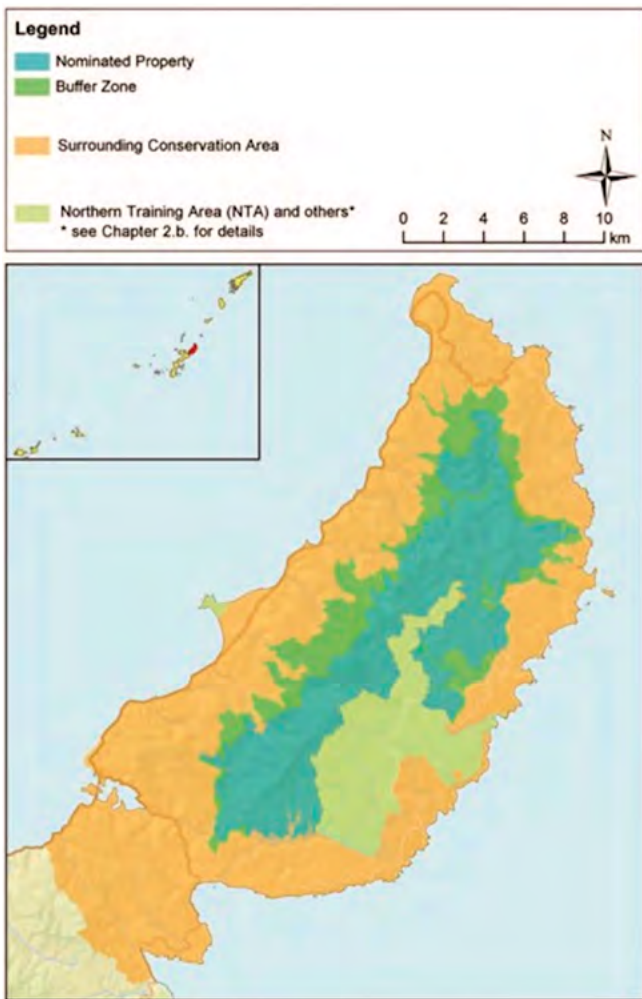 Legend
Nominated Property
Buffer Zone
Surrounding Conservation Area
Northern Training Area (NTA) and others*
* see Chapter 2.b. for details
N
0 2 4 6 8 10
km